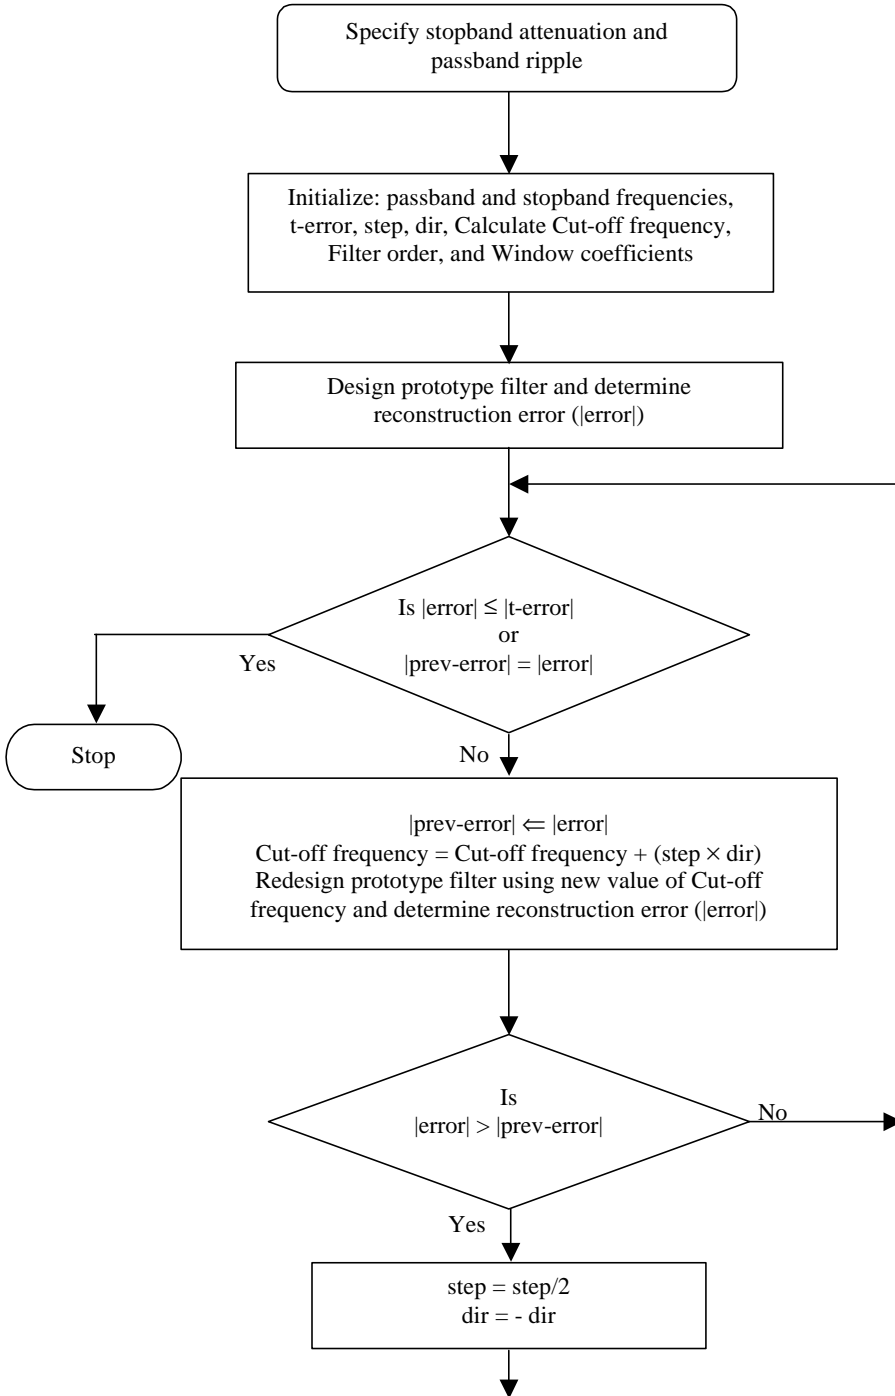 Specify stopband attenuation and
passband ripple
Initialize: passband and stopband frequencies,
t-error, step, dir, Calculate Cut-off frequency,
Filter order, and Window coefficients
Design prototype filter and determine
reconstruction error (|error|)
Is |error| ≤ |t-error|
or
|prev-error| = |error|
Yes
Stop
No
|prev-error| ⇐ |error|
Cut-off frequency = Cut-off frequency + (step × dir)
Redesign prototype filter using new value of Cut-off
frequency and determine reconstruction error (|error|)
Is
|error| > |prev-error|
No
Yes
step = step/2
dir = - dir